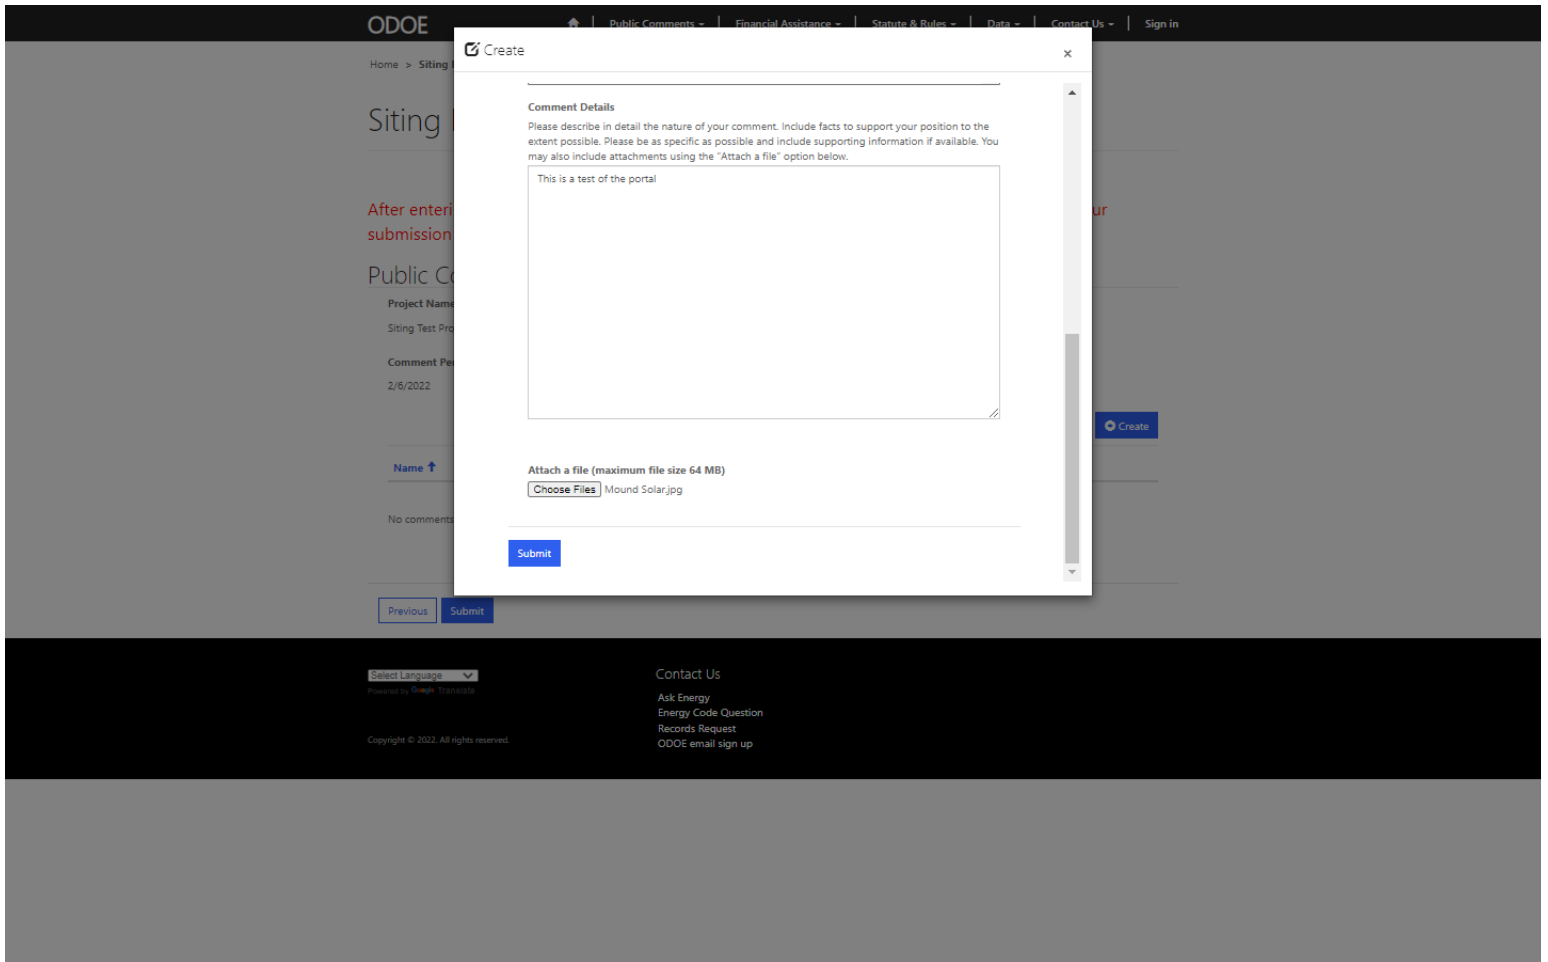 ODOE
Public Comments
Financial Assistance
Statute & Rules
Data
Contact Us
Sign in
Home > Siting
Siting
After enteri
ur
submission
Public Co
Project Name
Siting Test Pro
Comment Per
2/6/2022
Create
Name
No comments
Previous
Submit
Create
×
Comment Details
Please describe in detail the nature of your comment. Include facts to support your position to the
extent possible. Please be as specific as possible and include supporting information if available. You
may also include attachments using the "Attach a file" option below.
This is a test of the portal
Attach a file (maximum file size 64 MB)
Choose Files Mound Solar.jpg
Submit
Select Language
Powered by Google Translate
Copyright © 2022. All rights reserved.
Contact Us
Ask Energy
Energy Code Question
Records Request
ODOE email sign up